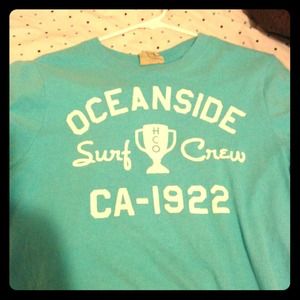 OCEANSIDE
Surf HCO Crew
CA-1922